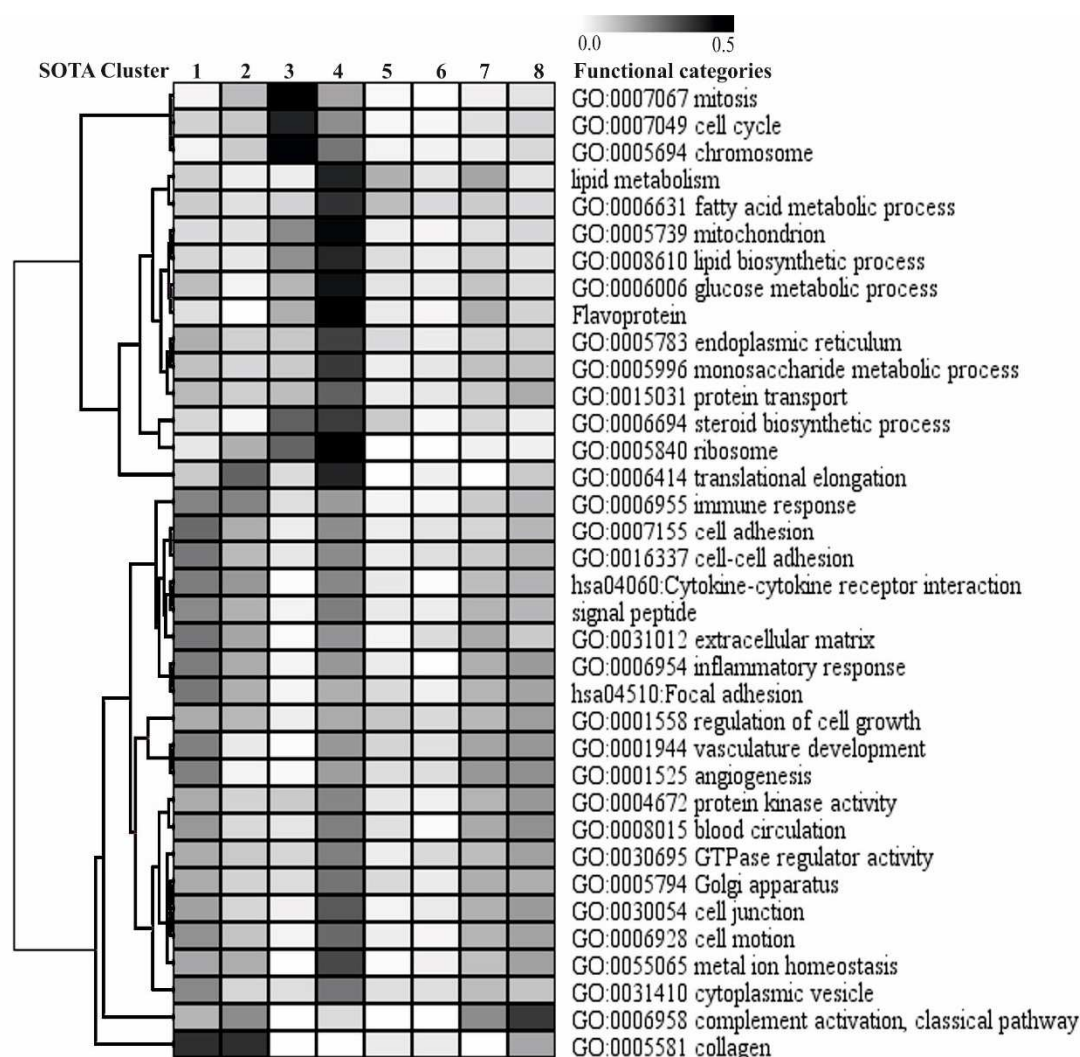 0.0 0.5
SOTA Cluster 1 2 3 4 5 6 7 8 Functional categories
GO:0007067 mitosis
GO:0007049 cell cycle
GO:0005694 chromosome
lipid metabolism
GO:0006631 fatty acid metabolic process
GO:0005739 mitochondrion
GO:0008610 lipid biosynthetic process
GO:0006006 glucose metabolic process
Flavoprotein
GO:0005783 endoplasmic reticulum
GO:0005996 monosaccharide metabolic process
GO:0015031 protein transport
GO:0006694 steroid biosynthetic process
GO:0005840 ribosome
GO:0006414 translational elongation
GO:0006955 immune response
GO:0007155 cell adhesion
GO:0016337 cell-cell adhesion
hsa04060:Cytokine-cytokine receptor interaction
signal peptide
GO:0031012 extracellular matrix
GO:0006954 inflammatory response
hsa04510:Focal adhesion
GO:0001558 regulation of cell growth
GO:0001944 vasculature development
GO:0001525 angiogenesis
GO:0004672 protein kinase activity
GO:0008015 blood circulation
GO:0030695 GTPase regulator activity
GO:0005794 Golgi apparatus
GO:0030054 cell junction
GO:0006928 cell motion
GO:0055065 metal ion homeostasis
GO:0031410 cytoplasmic vesicle
GO:0006958 complement activation, classical pathway
GO:0005581 collagen